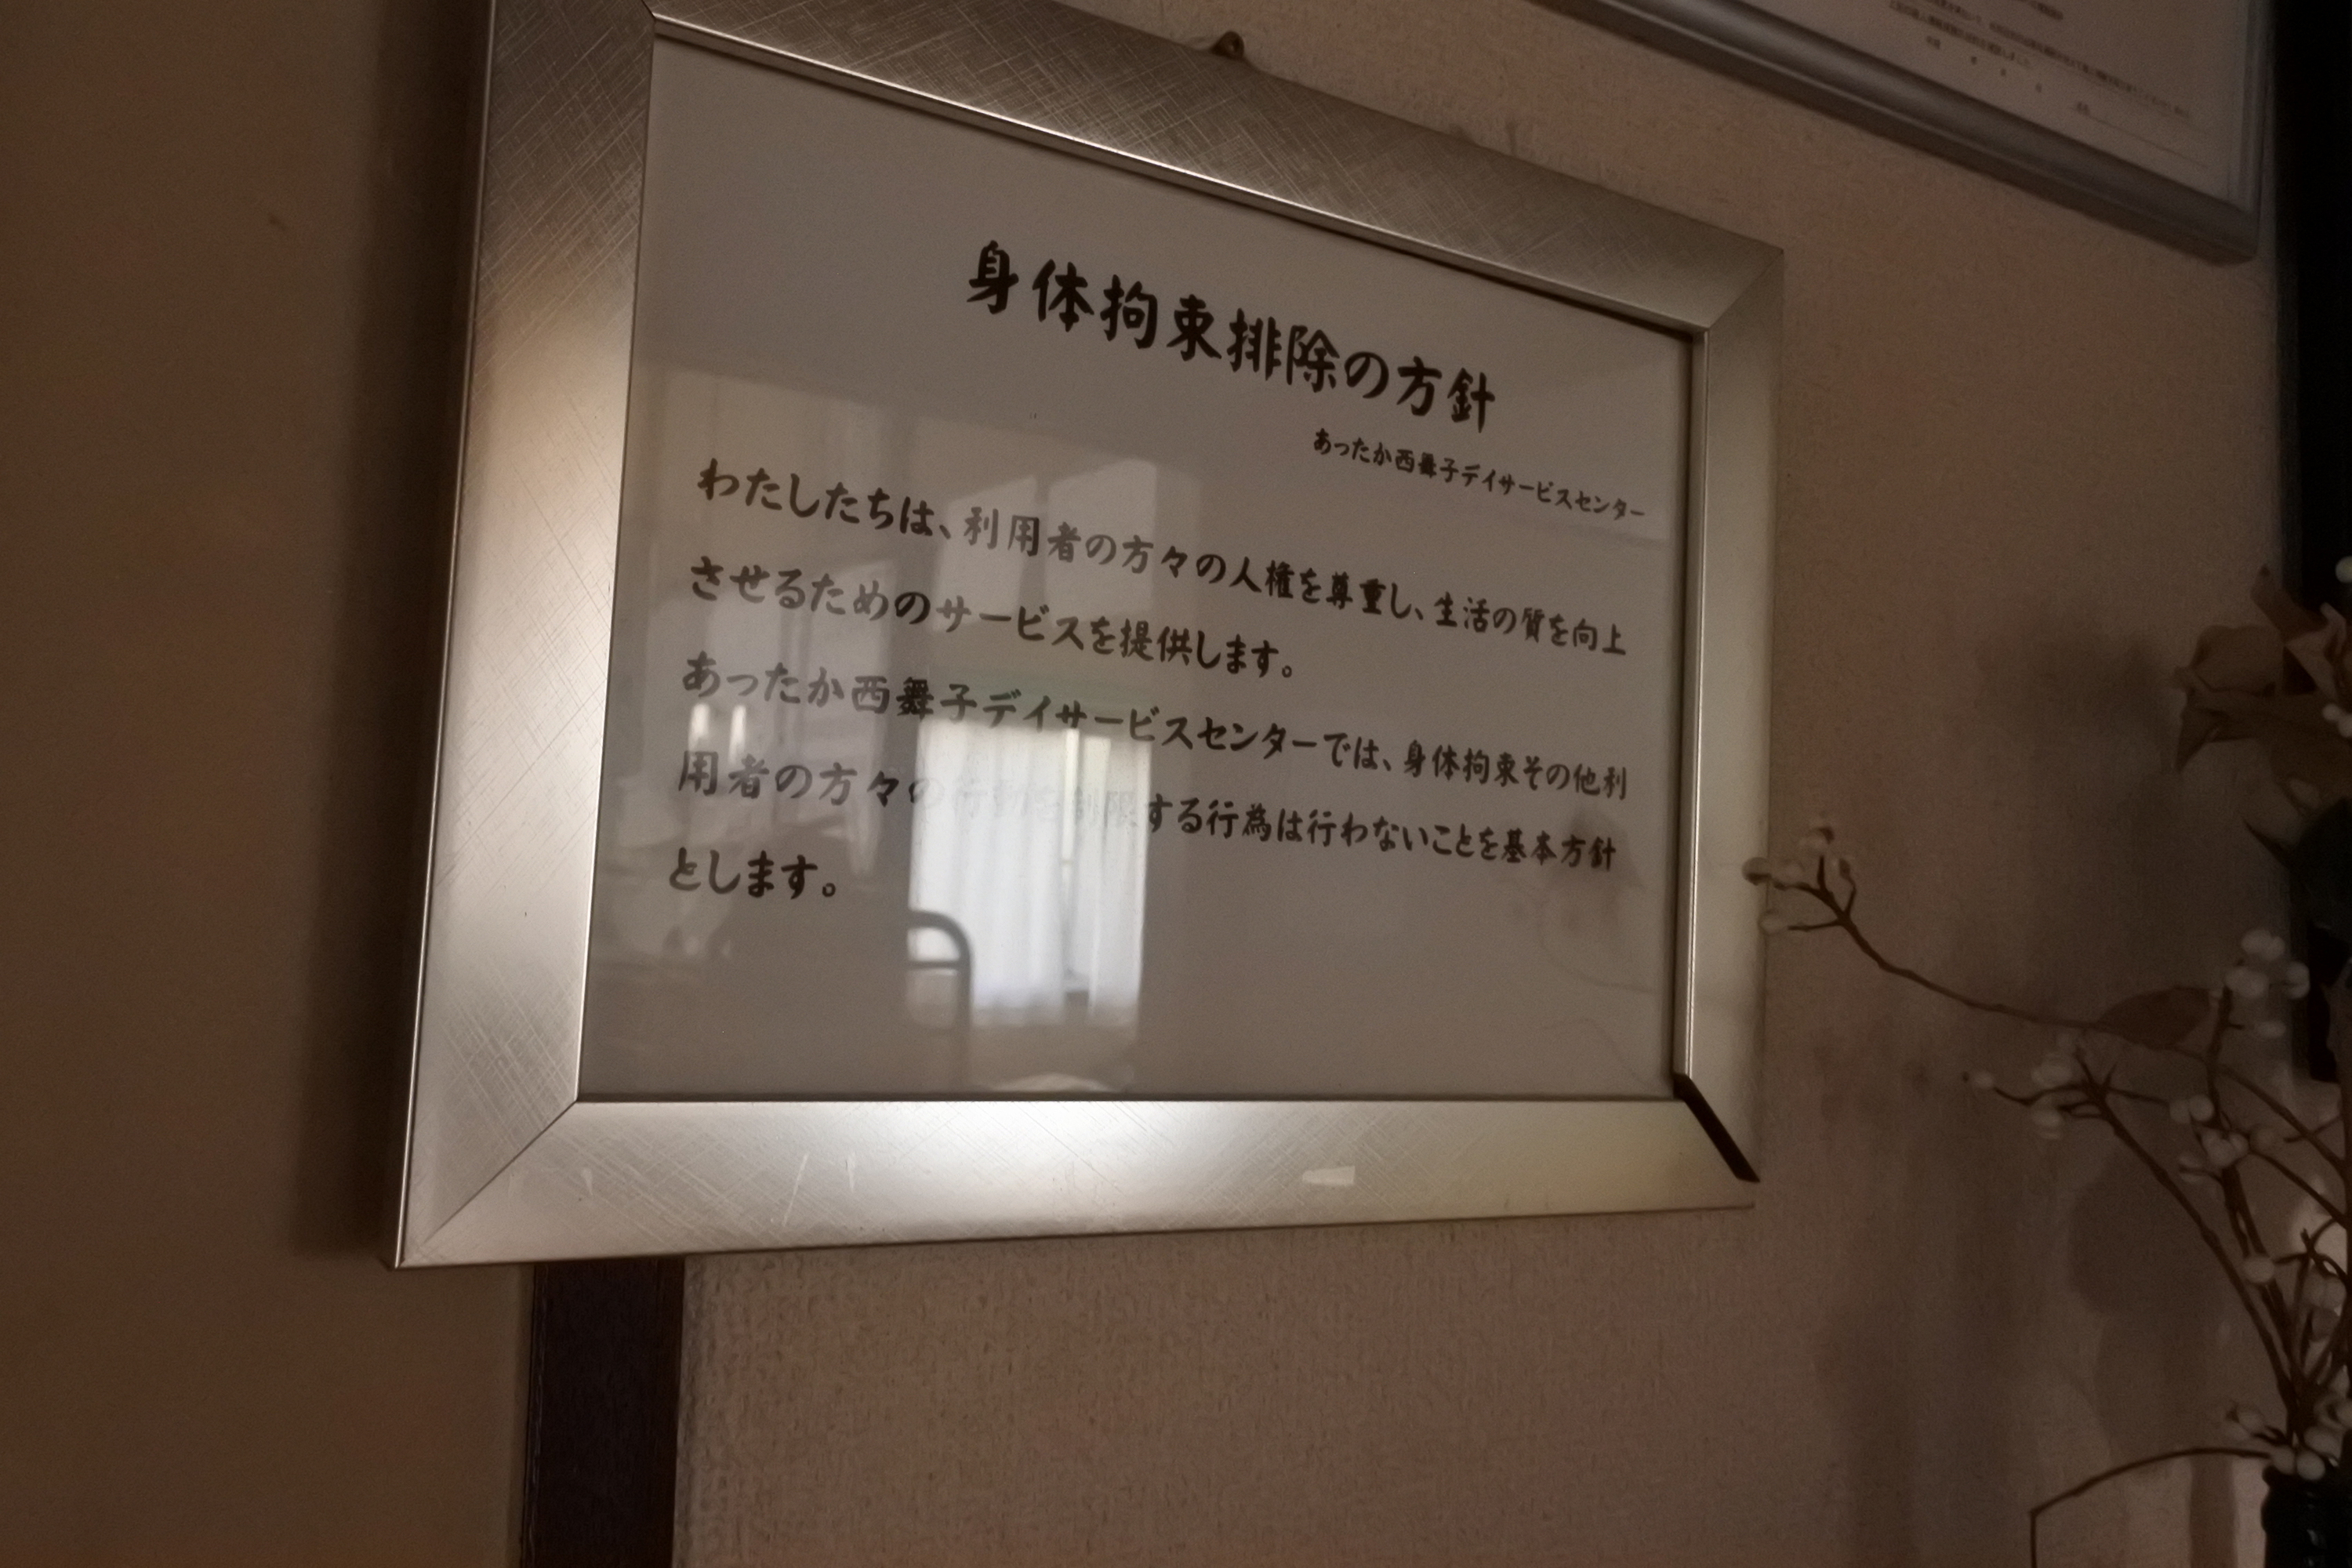 身体拘束排除の方針
あったか西舞子デイサービスセンター
わたしたちは、利用者の方々の人権を尊重し、生活の質を向上
させるためのサービスを提供します。
あったか西舞子デイサービスセンターでは、身体拘束その他利
用者の方々の行動を制限する行為は行わないことを基本方針
とします。